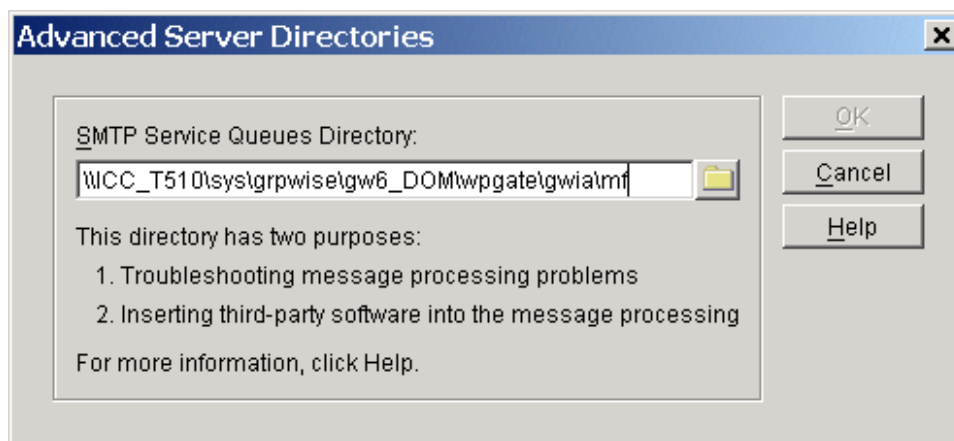 Advanced Server Directories
SMTP Service Queues Directory:
\\ICC_T510\sys\grpwise\gw6_DOM\wpgate\gwia\mf
This directory has two purposes:
1. Troubleshooting message processing problems
2. Inserting third-party software into the message processing
For more information, click Help.
OK
Cancel
Help